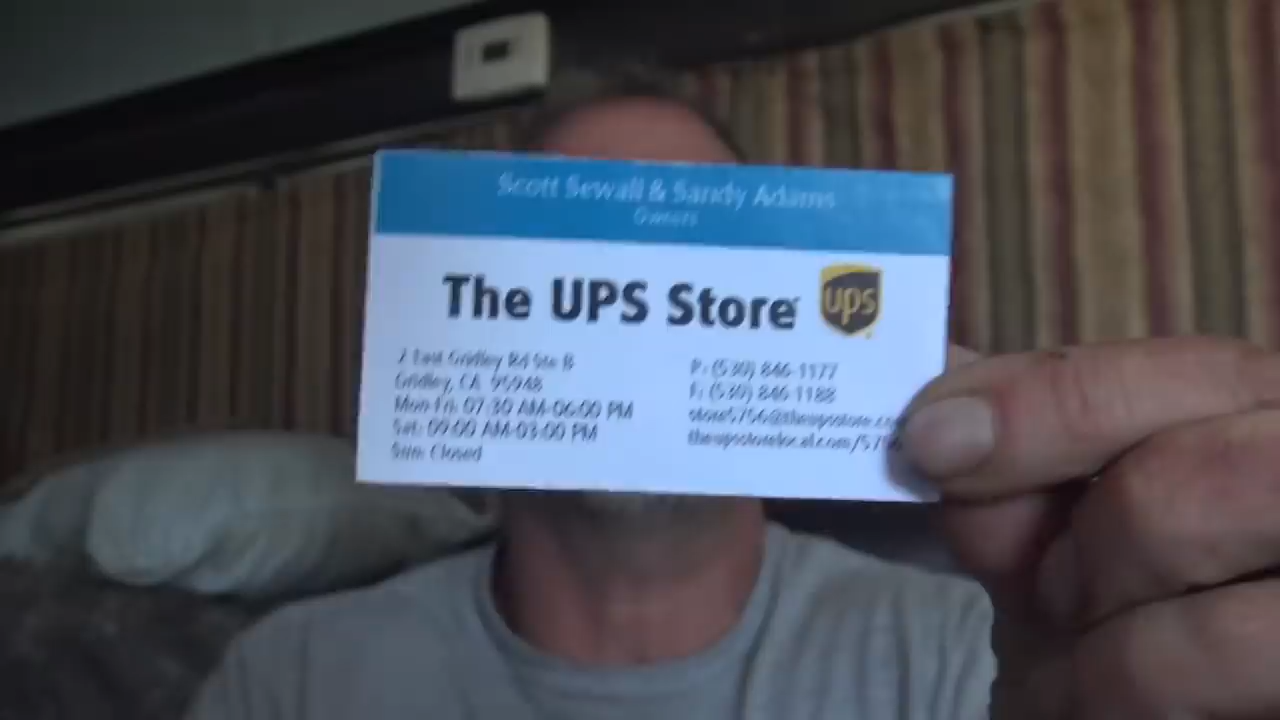 Scott Sewall & Sandy Adams
Owners
The UPS Store
ups
2 East Gridley Rd Ste B
Gridley, CA 95948
Mon-Fri: 07:30 AM-06:00 PM
Sat: 09:00 AM-03:00 PM
Sun: Closed
P: (530) 846-1177
F: (530) 846-1188